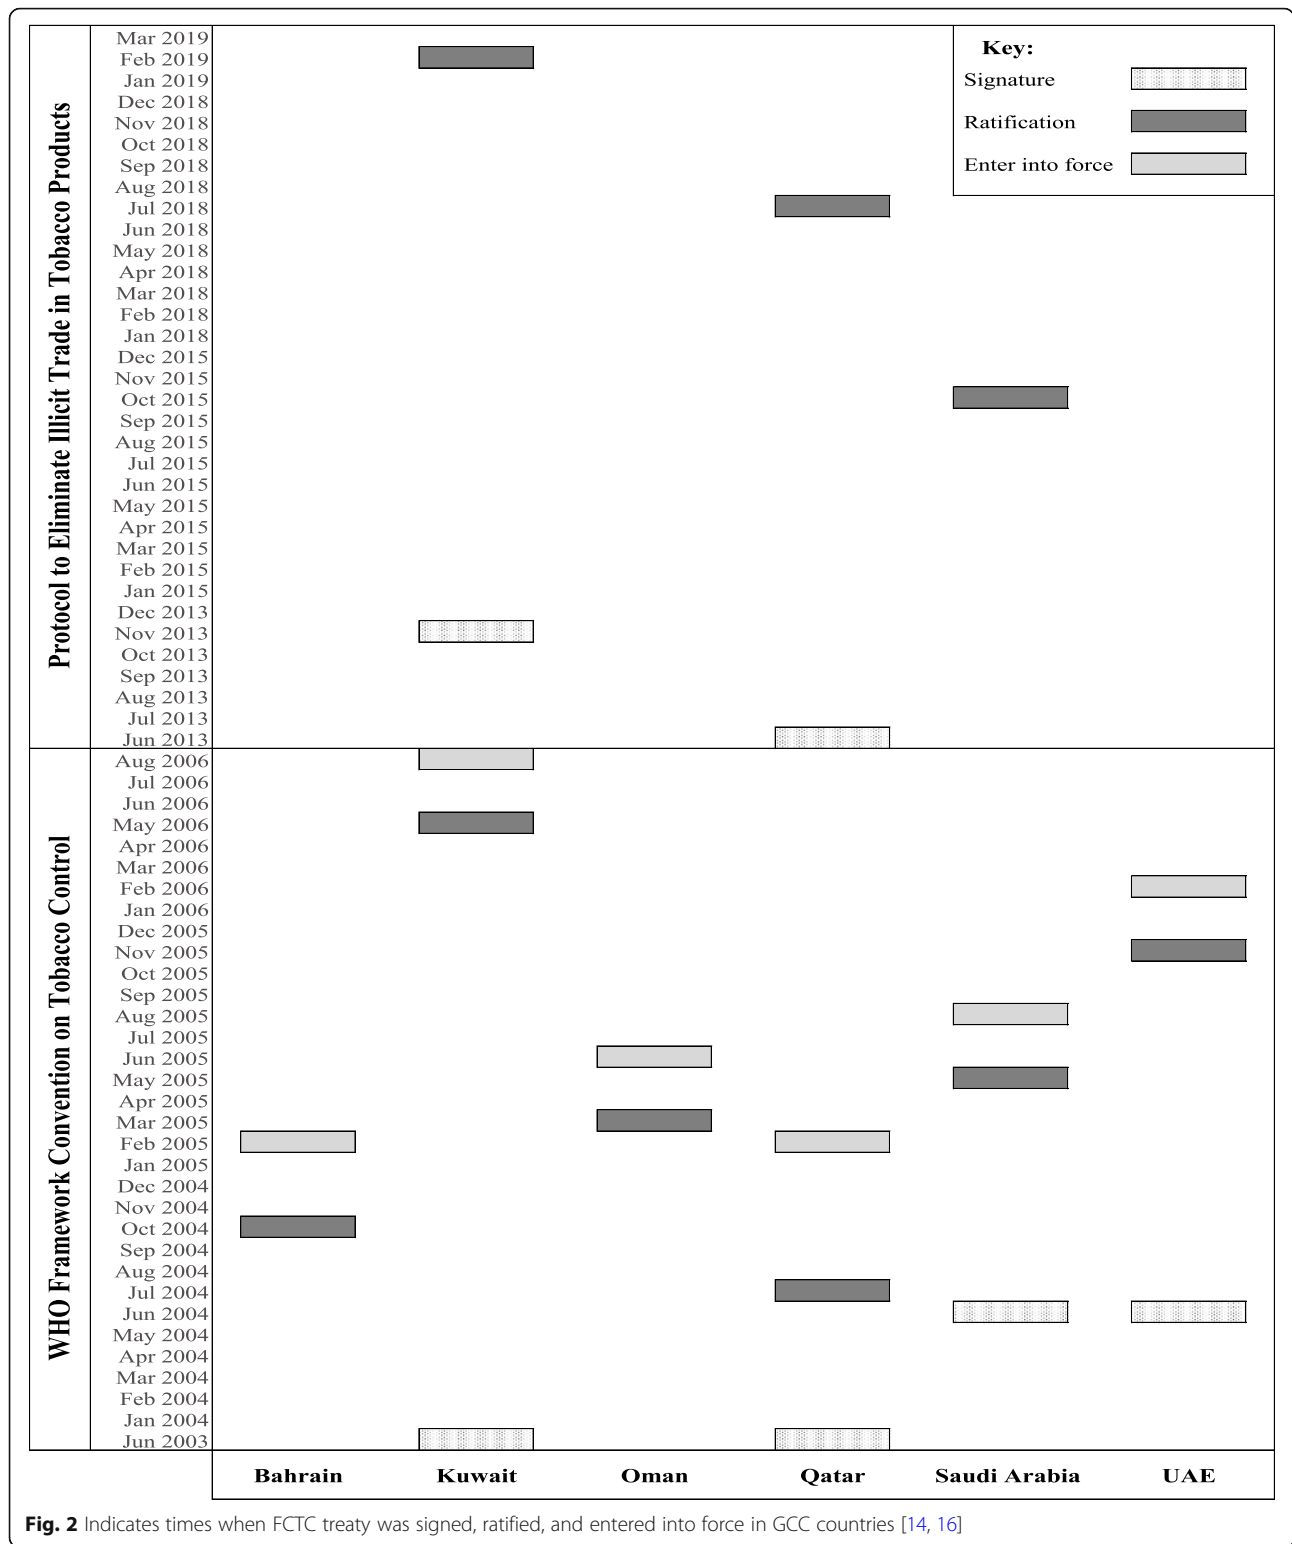 Protocol to Eliminate Illicit Trade in Tobacco Products
Mar 2019
Feb 2019
Jan 2019
Dec 2018
Nov 2018
Oct 2018
Sep 2018
Aug 2018
Jul 2018
Jun 2018
May 2018
Apr 2018
Mar 2018
Feb 2018
Jan 2018
Dec 2015
Nov 2015
Oct 2015
Sep 2015
Aug 2015
Jul 2015
Jun 2015
May 2015
Apr 2015
Mar 2015
Feb 2015
Jan 2015
Dec 2013
Nov 2013
Oct 2013
Sep 2013
Aug 2013
Jul 2013
Jun 2013
Key:
Signature
Ratification
Enter into force
WHO Framework Convention on Tobacco Control
Aug 2006
Jul 2006
Jun 2006
May 2006
Apr 2006
Mar 2006
Feb 2006
Jan 2006
Dec 2005
Nov 2005
Oct 2005
Sep 2005
Aug 2005
Jul 2005
Jun 2005
May 2005
Apr 2005
Mar 2005
Feb 2005
Jan 2005
Dec 2004
Nov 2004
Oct 2004
Sep 2004
Aug 2004
Jul 2004
Jun 2004
May 2004
Apr 2004
Mar 2004
Feb 2004
Jan 2004
Jun 2003
Bahrain Kuwait Oman Qatar Saudi Arabia UAE
Fig. 2 Indicates times when FCTC treaty was signed, ratified, and entered into force in GCC countries [14, 16]